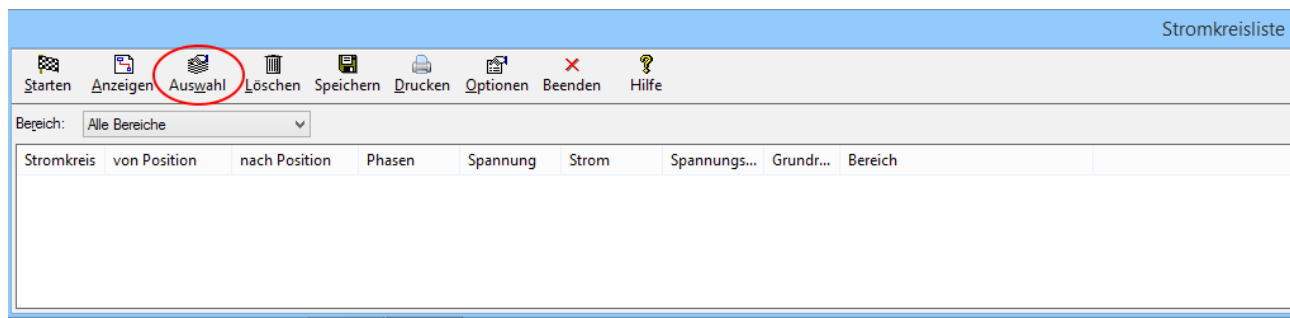 Stromkreisliste
Starten Anzeigen Auswahl Löschen Speichern Drucken Optionen Beenden Hilfe
Bereich: Alle Bereiche
Stromkreis von Position nach Position Phasen Spannung Strom Spannungs... Grundr... Bereich